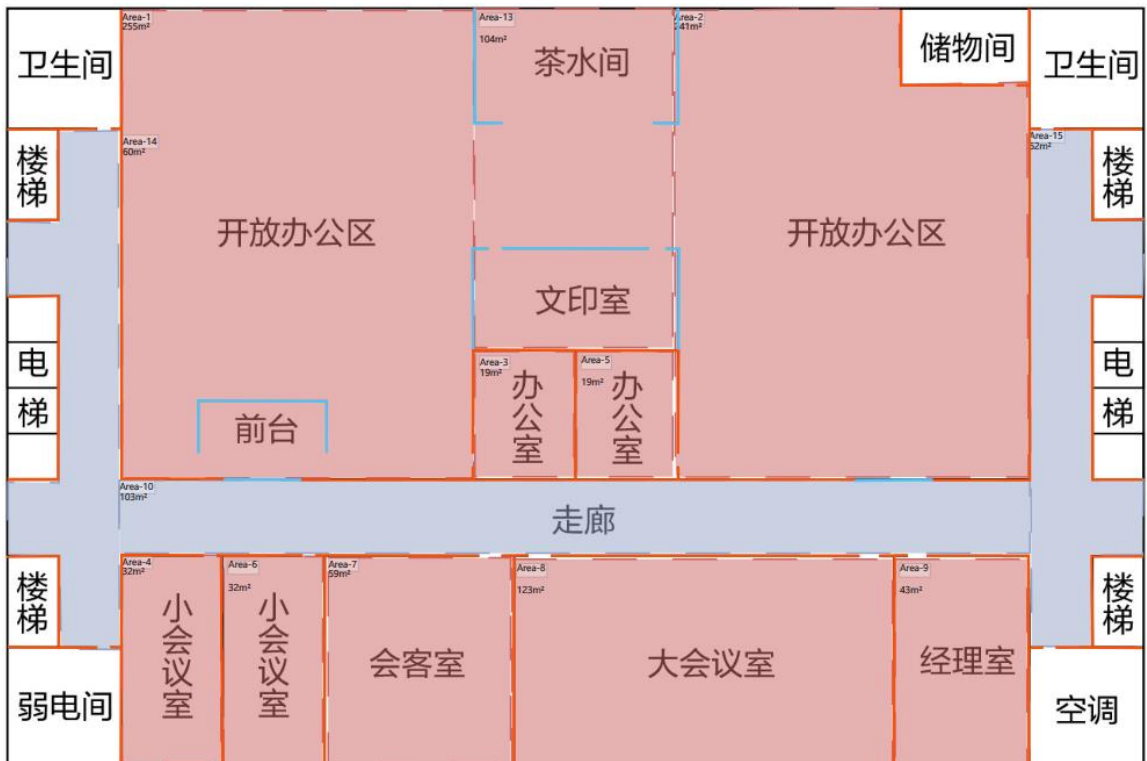 Area-1
255m²
Area-13
104m²
Area-2
241m²
卫生间
茶水间
储物间
卫生间
Area-14
60m²
Area-15
52m²
楼梯
楼梯
开放办公区
开放办公区
文印室
电梯
电梯
Area-3
19m²
Area-5
19m²
办公室
办公室
前台
Area-10
103m²
走廊
Area-4
32m²
Area-6
32m²
Area-7
59m²
Area-8
123m²
Area-9
43m²
楼梯
楼梯
小会议室
小会议室
会客室
大会议室
经理室
弱电间
空调